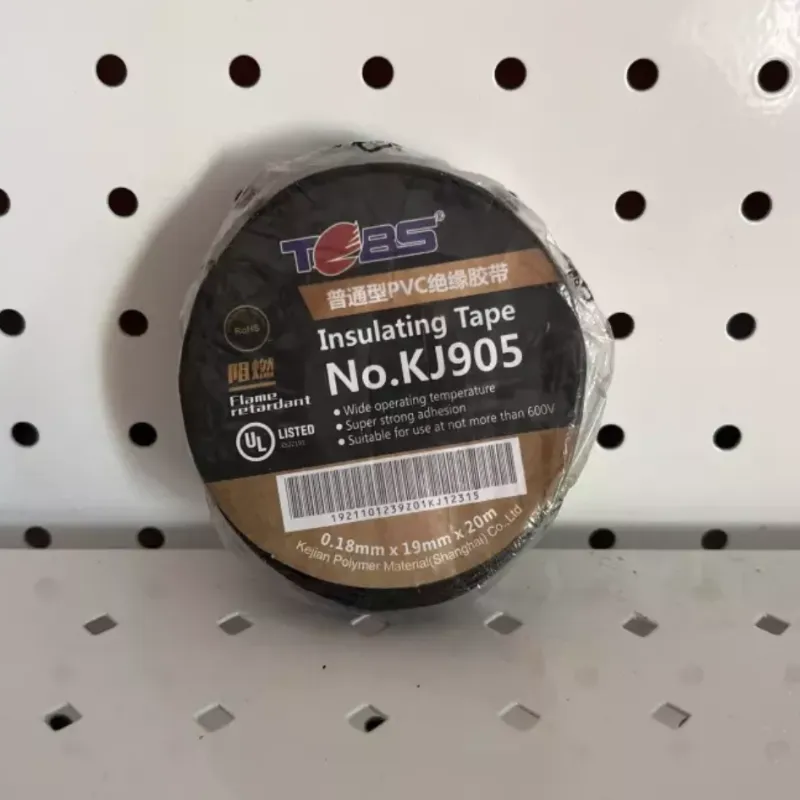 TOBS®
普通型PVC绝缘胶带
Insulating Tape
No.KJ905
RoHS
阻燃
Flame
retardant
UL LISTED
• Wide operating temperature
• Super strong adhesion
• Suitable for use at not more than 600V
1921101239Z01KJ12315
0.18mm x 19mm x 20m
Kejian Polymer Material(Shanghai) Co.,Ltd